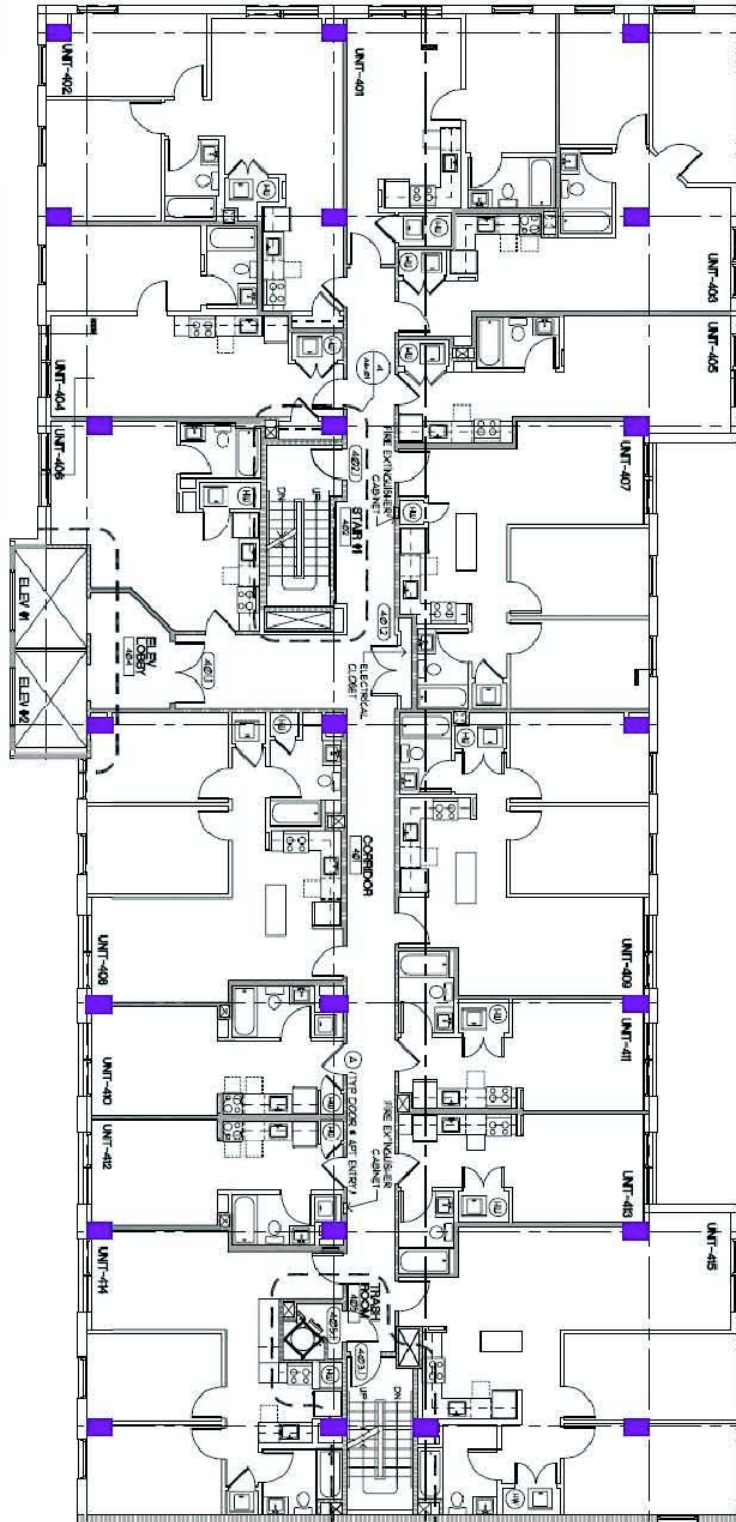 UNIT-402
UNIT-401
UNIT-403
UNIT-404
UNIT-405
UNIT-406
UNIT-407
FIRE EXTINGUISHER
CABINET
STAIR #1
402
UP
DN
ELEV #1
ELEV #2
ELEV
LOBBY
404
ELECTRICAL
CLOSET
CORRIDOR
401
UNIT-408
UNIT-409
UNIT-410
UNIT-411
A
TYP. DOOR @ APT ENTRY
FIRE EXTINGUISHER
CABINET
UNIT-412
UNIT-413
UNIT-414
UNIT-415
TRASH
ROOM
UP
DN